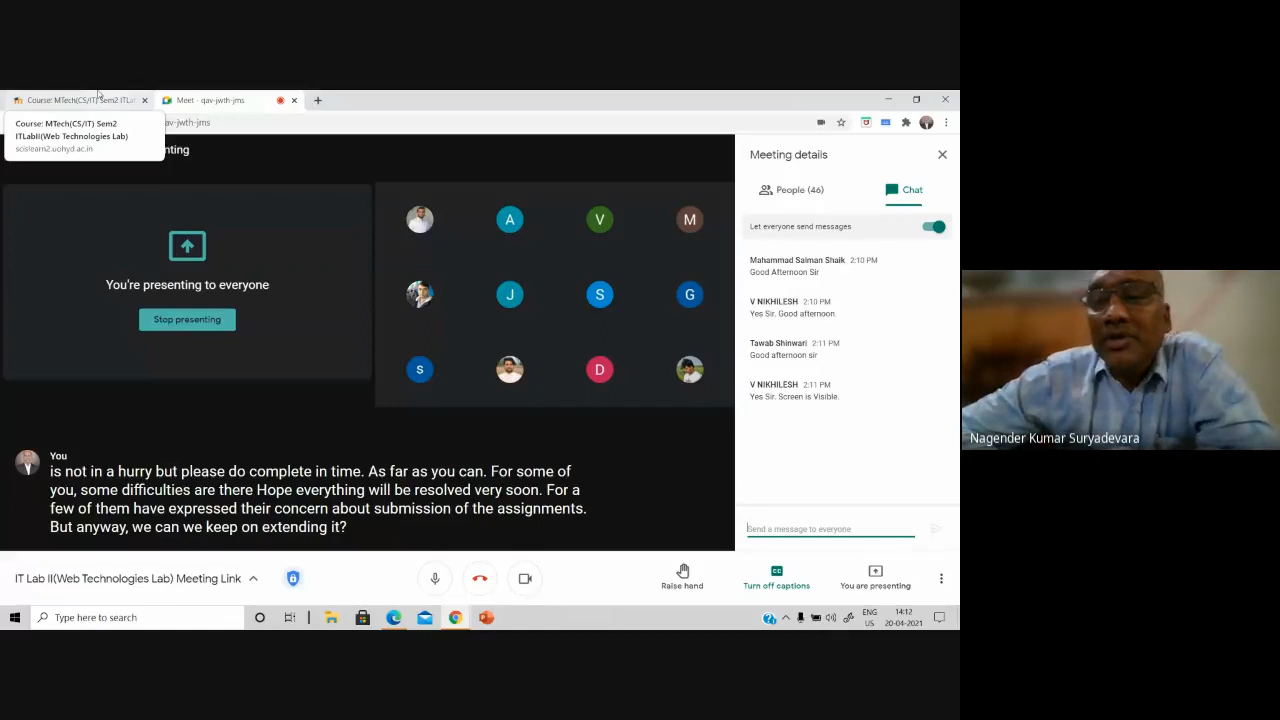 Course: MTech(CS/IT) Sem2 ITLa
Meet - qav-jwth-jms
Course: MTech(CS/IT) Sem2
ITLabII(Web Technologies Lab)
scislearn2.uohyd.ac.in
av-jwth-jms
nting
Meeting details
People (46)
Chat
Let everyone send messages
You're presenting to everyone
Stop presenting
A
V
M
J
S
G
s
D
Mahammad Salman Shaik 2:10 PM
Good Afternoon Sir
V NIKHILESH 2:10 PM
Yes Sir. Good afternoon.
Tawab Shinwari 2:11 PM
Good afternoon sir
V NIKHILESH 2:11 PM
Yes Sir. Screen is Visible.
Nagender Kumar Suryadevara
You
is not in a hurry but please do complete in time. As far as you can. For some of
you, some difficulties are there Hope everything will be resolved very soon. For a
few of them have expressed their concern about submission of the assignments.
But anyway, we can we keep on extending it?
Send a message to everyone
IT Lab II(Web Technologies Lab) Meeting Link
Raise hand
CC
Turn off captions
You are presenting
Type here to search
ENG
US
14:12
20-04-2021